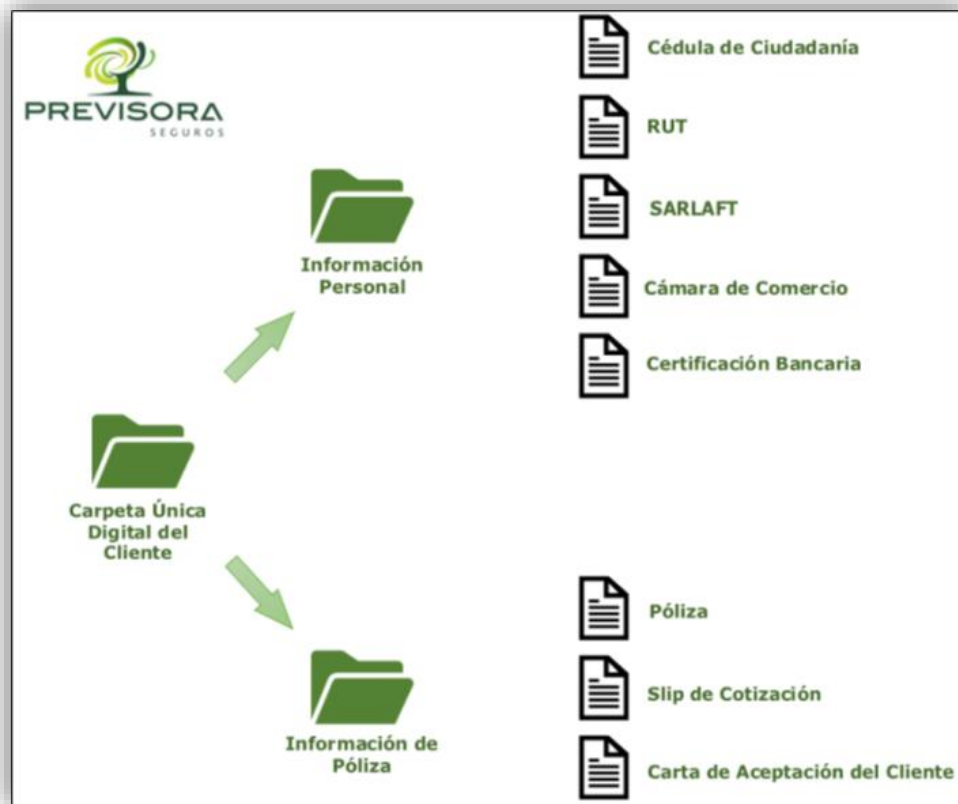 PREVISORA
SEGUROS
Cédula de Ciudadanía
RUT
SARLAFT
Información
Personal
Cámara de Comercio
Certificación Bancaria
Carpeta Única
Digital del
Cliente
Póliza
Slip de Cotización
Información de
Póliza
Carta de Aceptación del Cliente